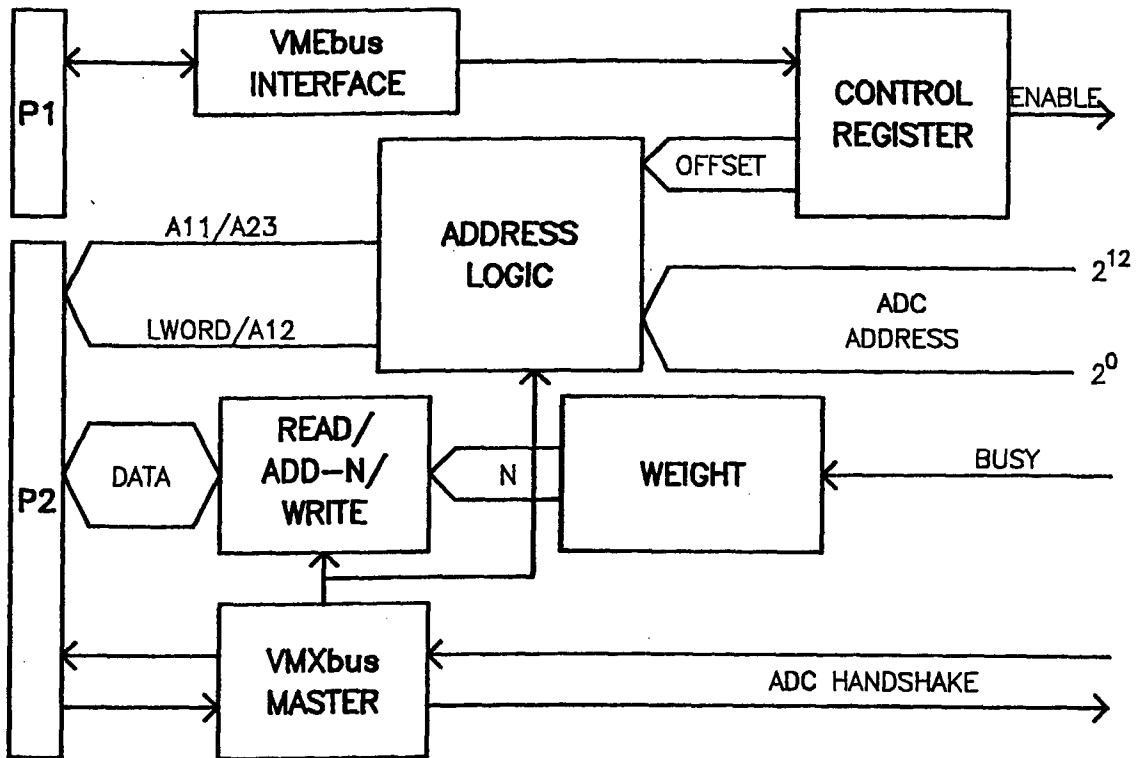 P1
VMEbus
INTERFACE
CONTROL
REGISTER
ENABLE
OFFSET
A11/A23
ADDRESS
LOGIC
2^12
ADC
ADDRESS
LWORD/A12
2^0
P2
DATA
READ/
ADD-N/
WRITE
N
WEIGHT
BUSY
VMXbus
MASTER
ADC HANDSHAKE